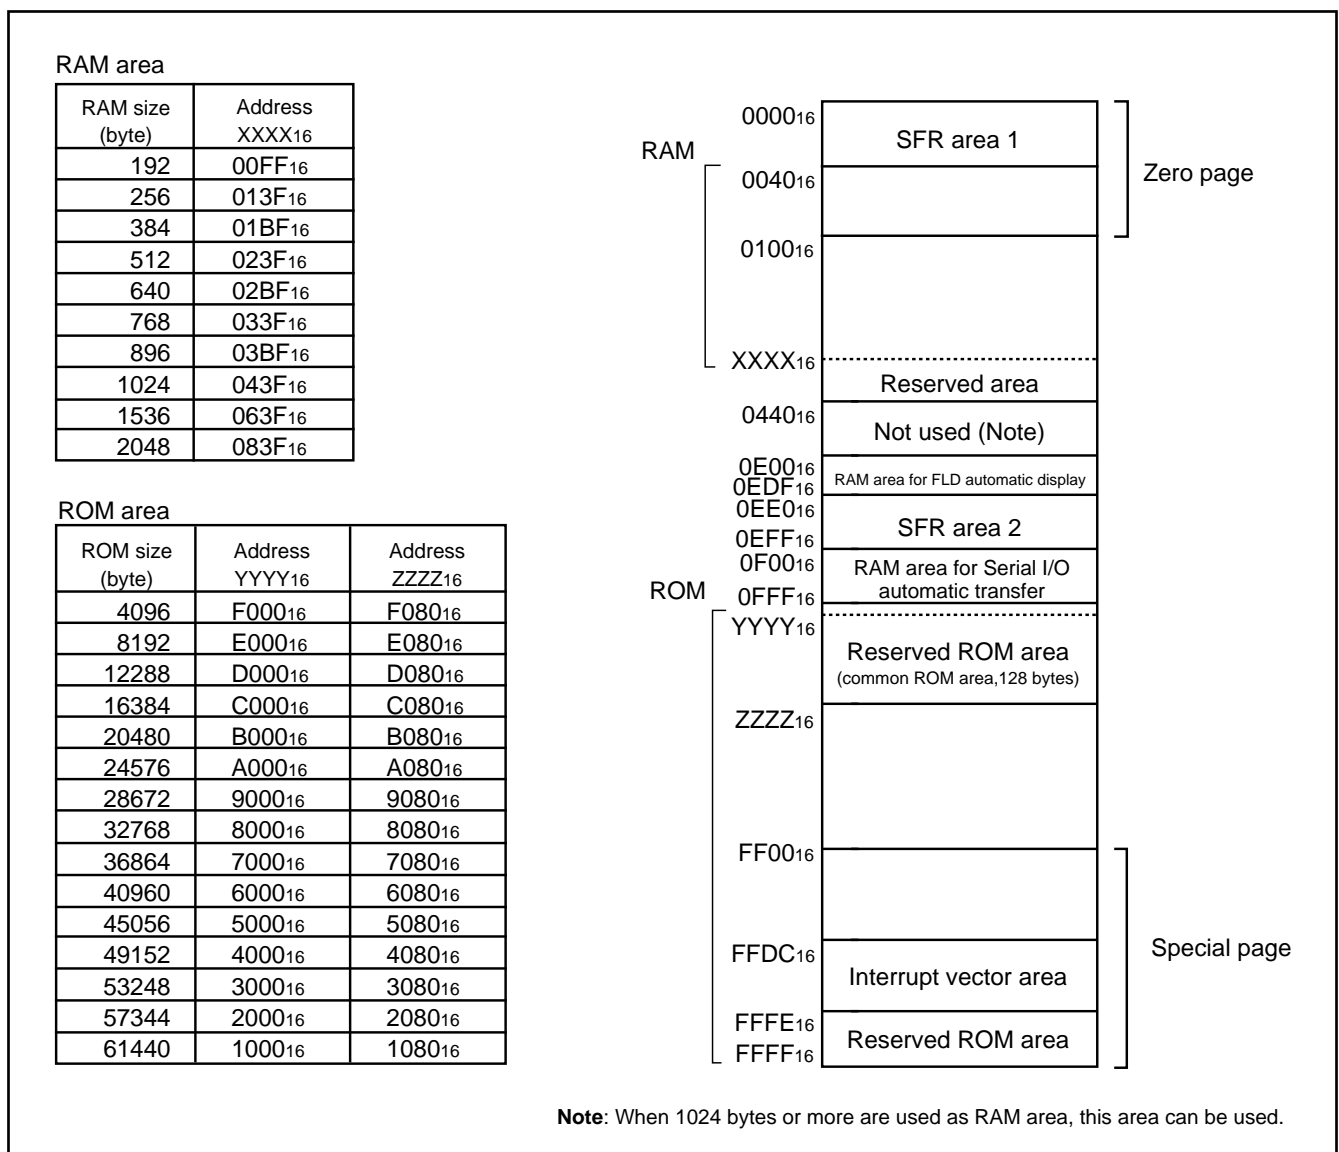 RAM area
RAM size (byte) Address XXXX16
192 00FF16
256 013F16
384 01BF16
512 023F16
640 02BF16
768 033F16
896 03BF16
1024 043F16
1536 063F16
2048 083F16
ROM area
ROM size (byte) Address YYYY16 Address ZZZZ16
4096 F00016 F08016
8192 E00016 E08016
12288 D00016 D08016
16384 C00016 C08016
20480 B00016 B08016
24576 A00016 A08016
28672 900016 908016
32768 800016 808016
36864 700016 708016
40960 600016 608016
45056 500016 508016
49152 400016 408016
53248 300016 308016
57344 200016 208016
61440 100016 108016
RAM
ROM
000016
SFR area 1
004016
Zero page
010016
XXXX16
Reserved area
044016
Not used (Note)
0E0016
0EDF16
RAM area for FLD automatic display
0EE016
SFR area 2
0EFF16
0F0016
RAM area for Serial I/O
automatic transfer
0FFF16
YYYY16
Reserved ROM area
(common ROM area,128 bytes)
ZZZZ16
FF0016
FFDC16
Special page
Interrupt vector area
FFFE16
Reserved ROM area
FFFF16
Note: When 1024 bytes or more are used as RAM area, this area can be used.